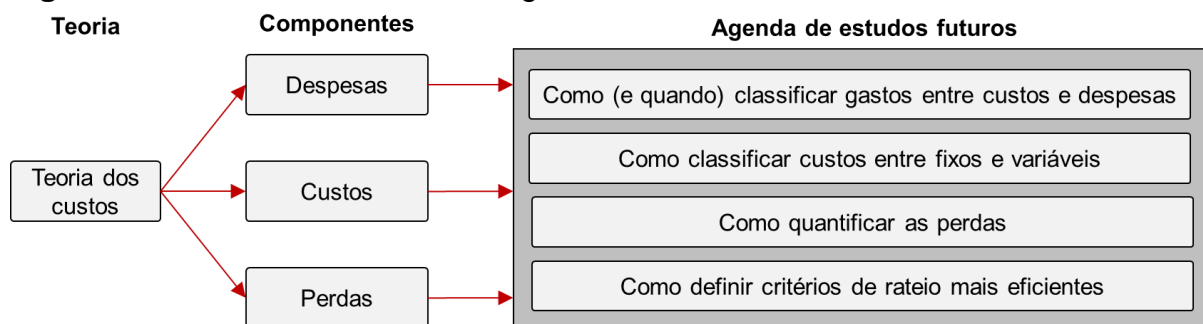 Teoria
Componentes
Agenda de estudos futuros
Teoria dos
custos
Despesas
Custos
Perdas
Como (e quando) classificar gastos entre custos e despesas
Como classificar custos entre fixos e variáveis
Como quantificar as perdas
Como definir critérios de rateio mais eficientes